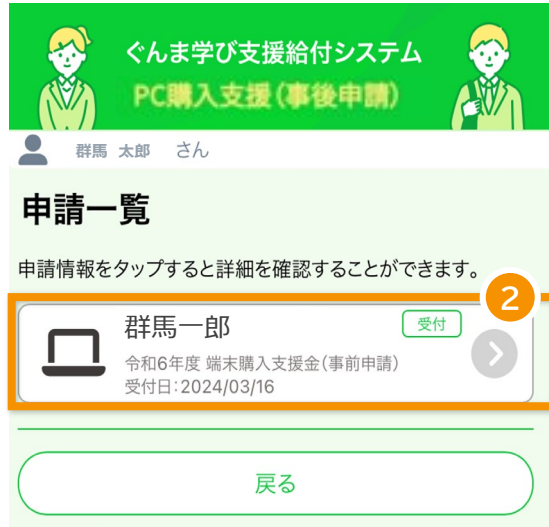 ぐんま学び支援給付システム
PC購入支援(事後申請)
群馬 太郎 さん
申請一覧
申請情報をタップすると詳細を確認することができます。
2
群馬一郎 受付
令和6年度 端末購入支援金(事前申請)
受付日:2024/03/16
戻る